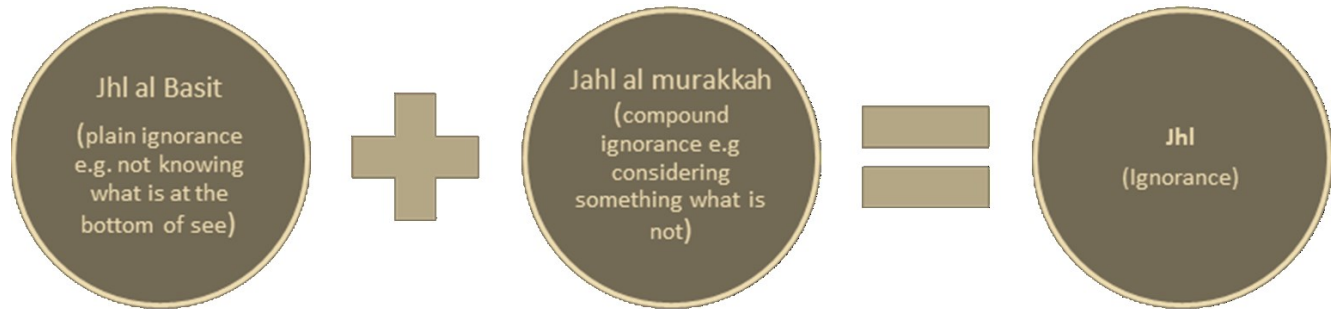 Jhl al Basit
(plain ignorance
e.g. not knowing
what is at the
bottom of see)
Jahl al murakkah
(compound
ignorance e.g
considering
something what is
not)
Jhl
(Ignorance)